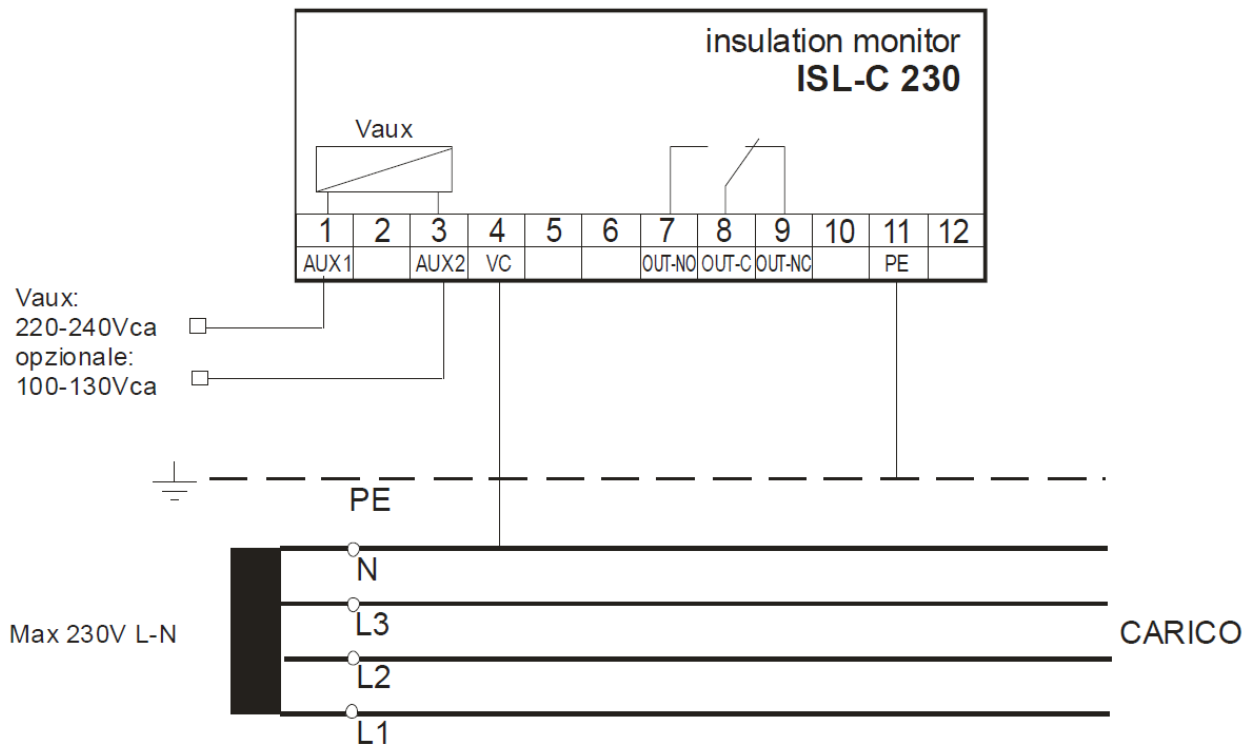 insulation monitor
ISL-C 230
Vaux
1 2 3 4 5 6 7 8 9 10 11 12
AUX1 AUX2 VC OUT-NO OUT-C OUT-NC PE
Vaux:
220-240Vca
opzionale:
100-130Vca
PE
N
L3
Max 230V L-N
CARICO
L2
L1